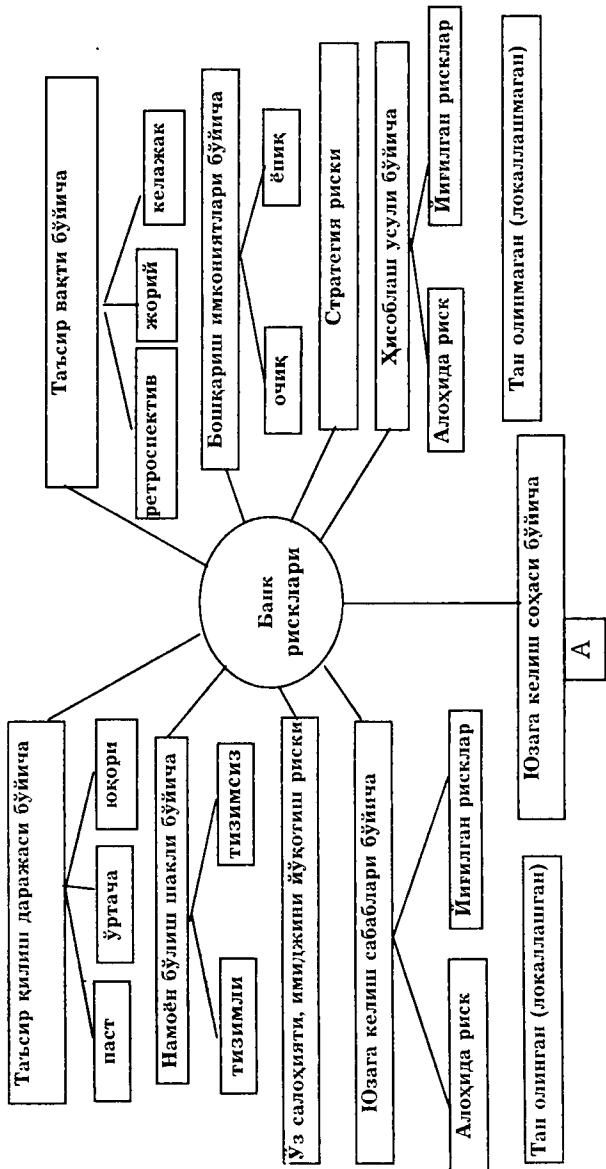 Таъсир қилиш даражаси бўйича
паст
ўртача
юқори
Намоён бўлиш шакли бўйича
тизимли
тизимсиз
Ўз салоҳияти, имиджини йўқотиш риски
Юзага келиш сабаблари бўйича
Алоҳида риск
Йиғилган рисклар
Тан олинган (локаллашган)
Банк
рисклари
Таъсир вақти бўйича
ретроспектив
жорий
келажак
Бошқариш имкониятлари бўйича
очиқ
ёпиқ
Стратегия риски
Ҳисоблаш усули бўйича
Алоҳида риск
Йиғилган рисклар
Тан олинмаган (локаллашмаган)
Юзага келиш соҳаси бўйича
А